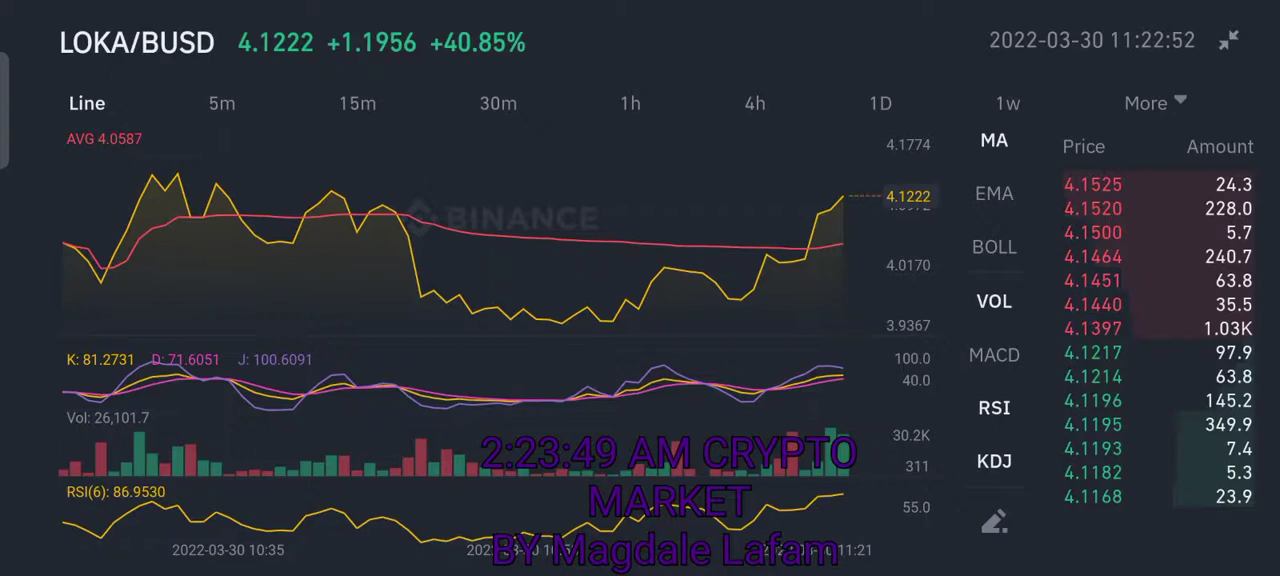 LOKA/BUSD 4.1222 +1.1956 +40.85% 2022-03-30 11:22:52
Line 5m 15m 30m 1h 4h 1D 1w More
AVG 4.0587
4.1774
4.1222
4.0170
3.9367
BINANCE
K: 81.2731 D: 71.6051 J: 100.6091
100.0
40.0
Vol: 26,101.7
30.2K
311
RSI(6): 86.9530
55.0
2022-03-30 10:35
MA
EMA
BOLL
VOL
MACD
RSI
KDJ
Price Amount
4.1525 24.3
4.1520 228.0
4.1500 5.7
4.1464 240.7
4.1451 63.8
4.1440 35.5
4.1397 1.03K
4.1217 97.9
4.1214 63.8
4.1196 145.2
4.1195 349.9
4.1193 7.4
4.1182 5.3
4.1168 23.9
2:23:49 AM CRYPTO
MARKET
BY Magdale Lafam